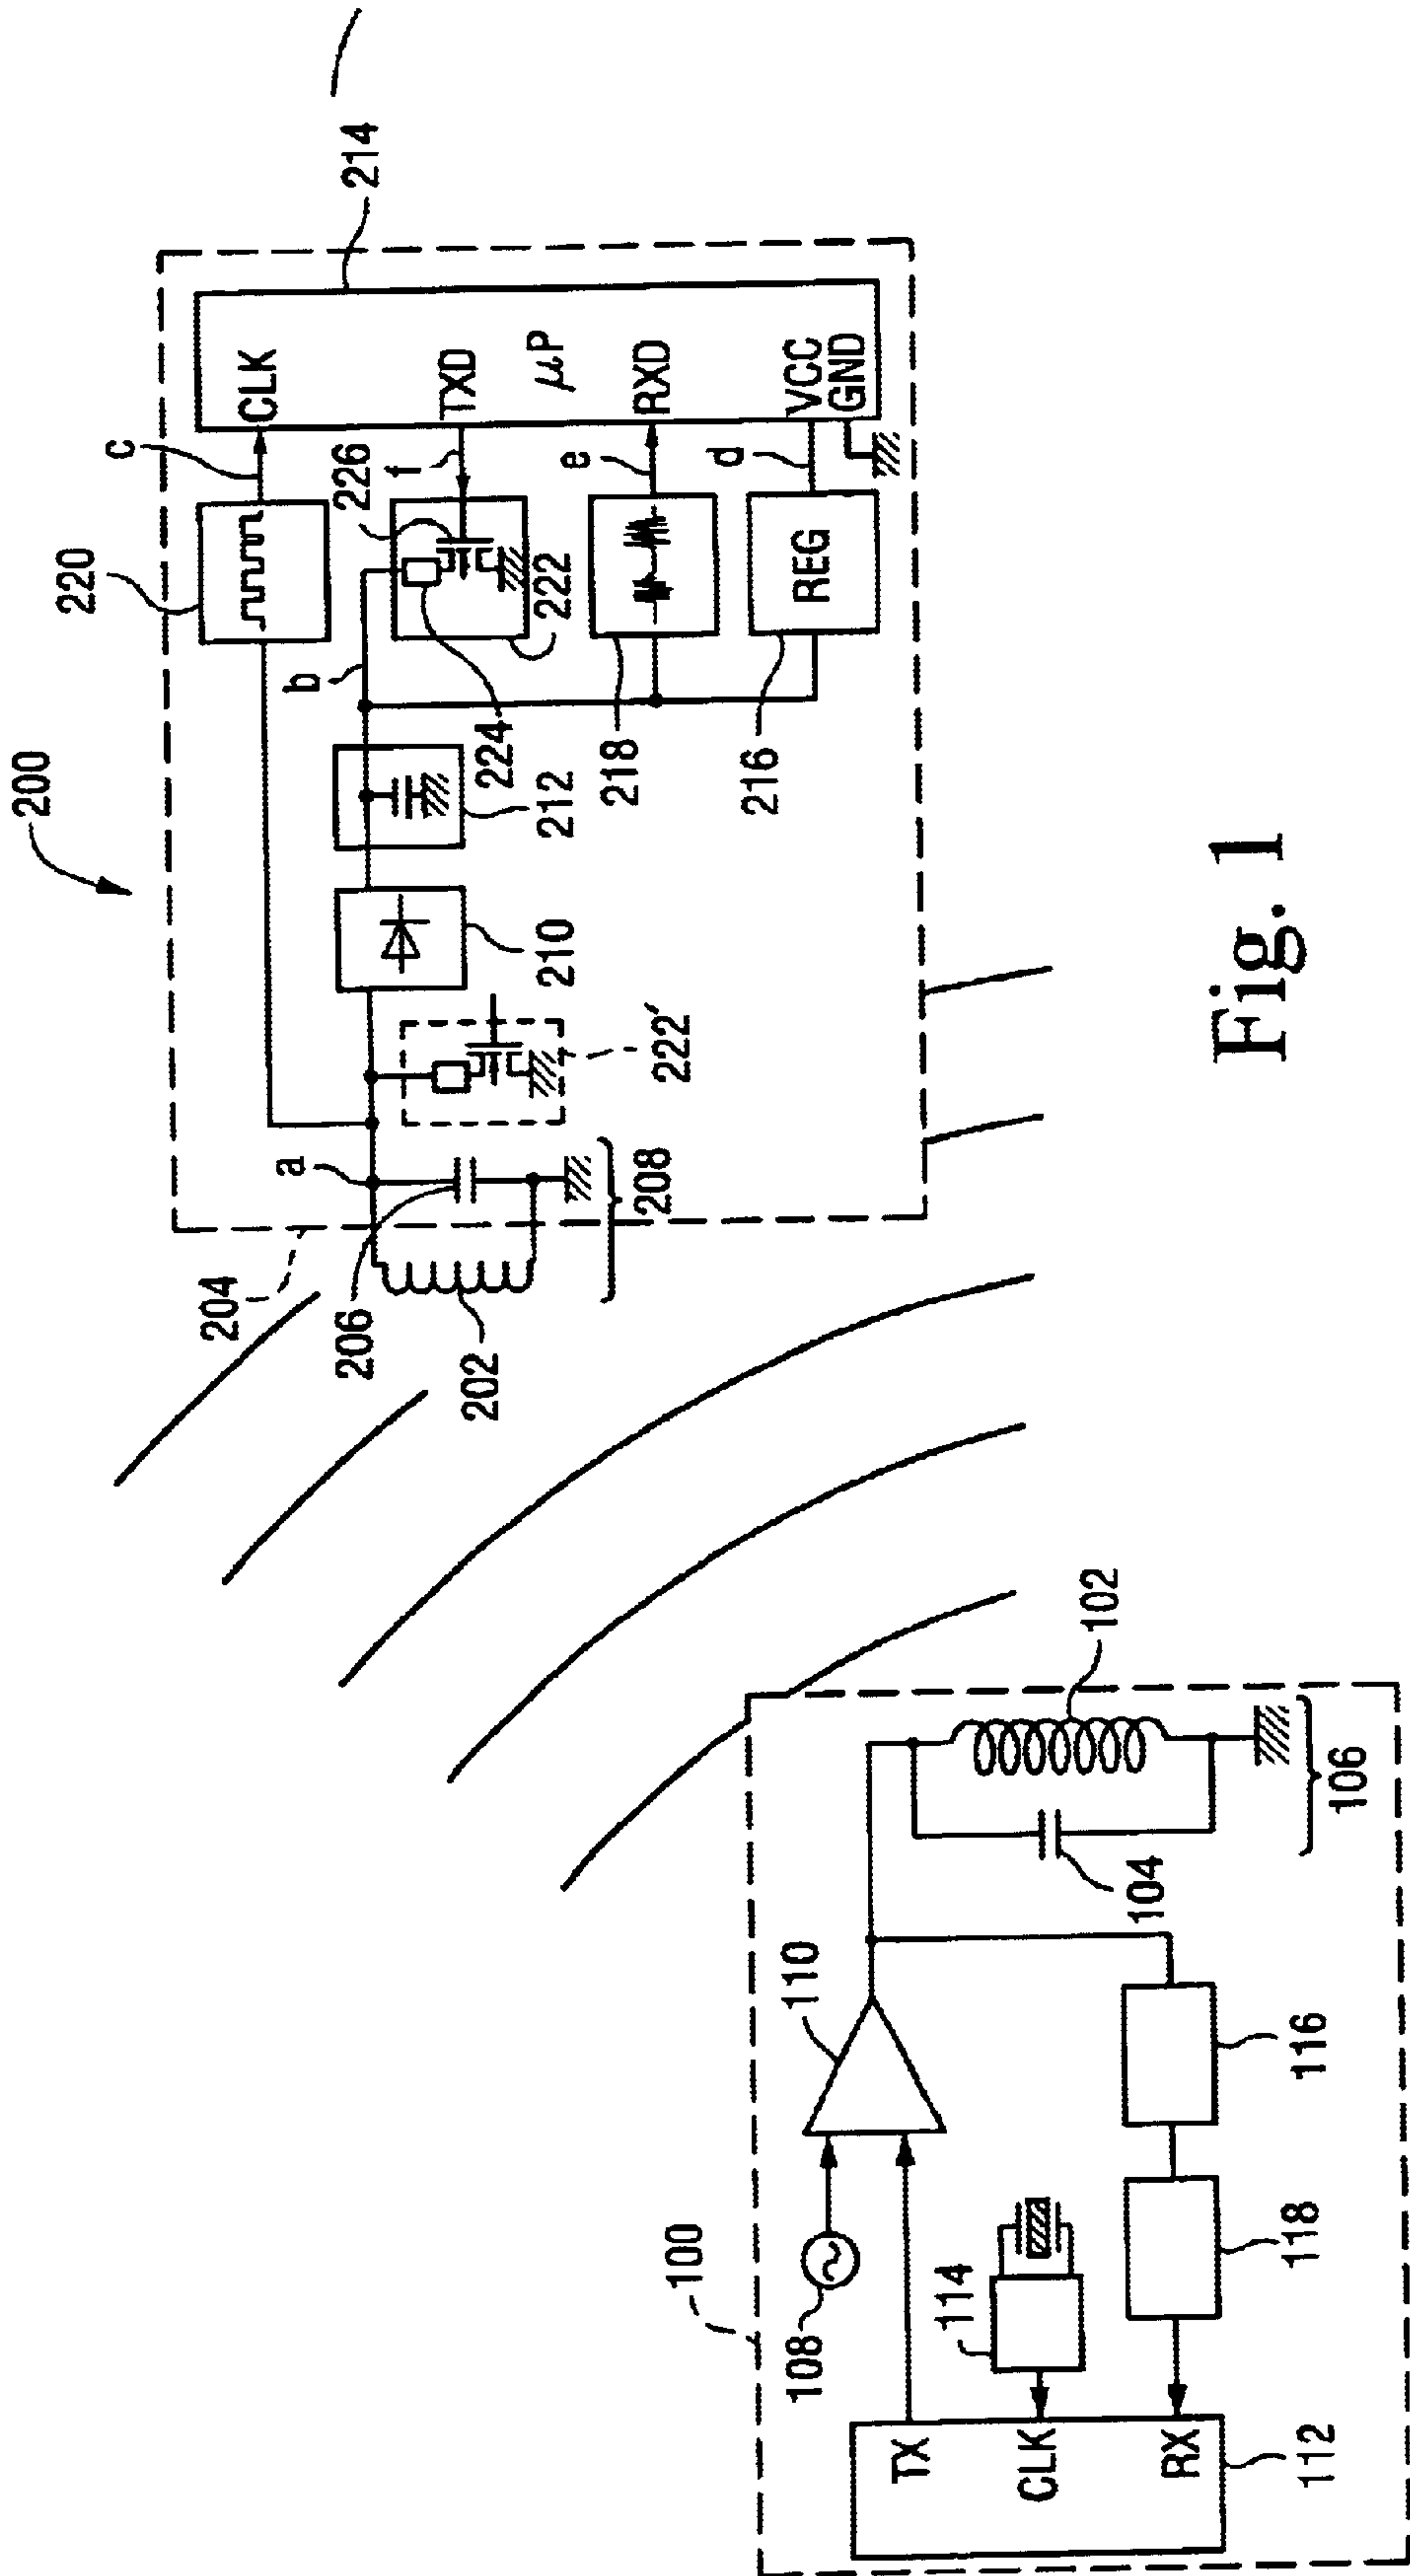 200
220
c
CLK
214
TXD
f
226
222
b
224
μP
RXD
e
218
VCC
GND
d
REG
216
212
210
222′
a
204
206
202
208
Fig. 1
100
102
104
106
110
108
TX
114
CLK
RX
112
116
118